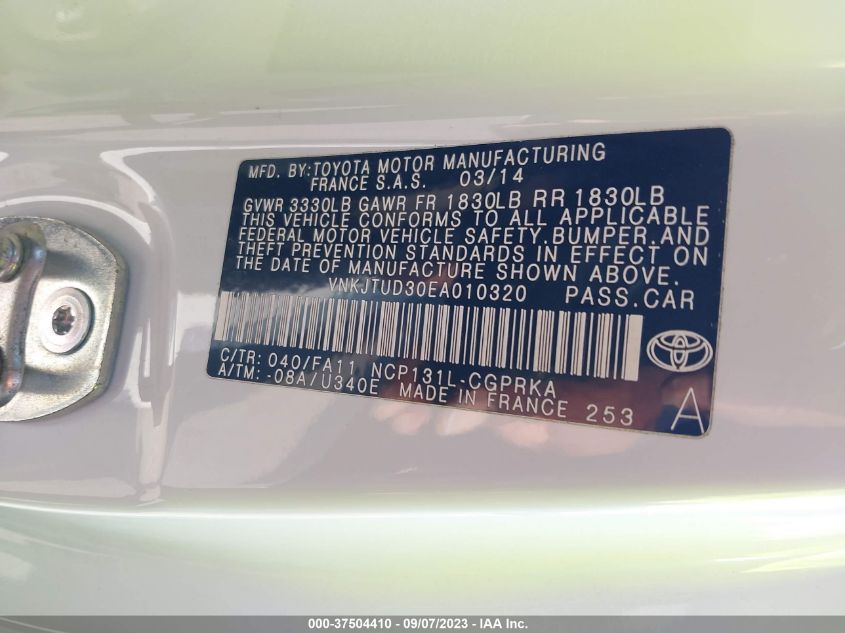 MFD. BY:TOYOTA MOTOR MANUFACTURING
FRANCE S.A.S. 03/14
GVWR 3330LB GAWR FR 1830LB RR 1830LB
THIS VEHICLE CONFORMS TO ALL APPLICABLE
FEDERAL MOTOR VEHICLE SAFETY,BUMPER,AND
THEFT PREVENTION STANDARDS IN EFFECT ON
THE DATE OF MANUFACTURE SHOWN ABOVE.
VNKJTUD30EA010320 PASS.CAR
C/TR: 040/FA11 NCP131L-CGPRKA
A/TM: -08A/U340E MADE IN FRANCE 253 A
000-37504410 - 09/07/2023 - IAA Inc.